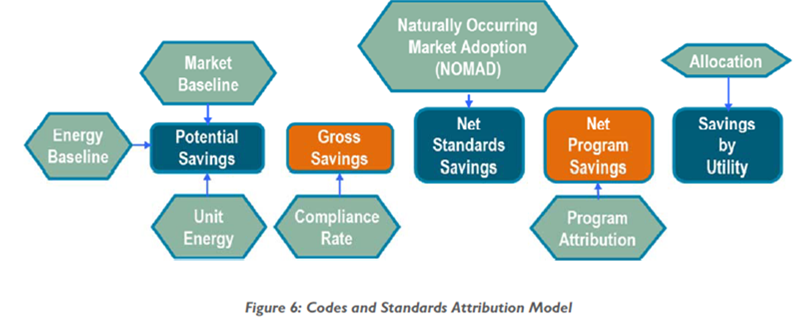 Naturally Occurring
Market Adoption
(NOMAD)
Market
Baseline
Allocation
Energy
Baseline
Potential
Savings
Gross
Savings
Net
Standards
Savings
Net
Program
Savings
Savings
by
Utility
Unit
Energy
Compliance
Rate
Program
Attribution
Figure 6: Codes and Standards Attribution Model